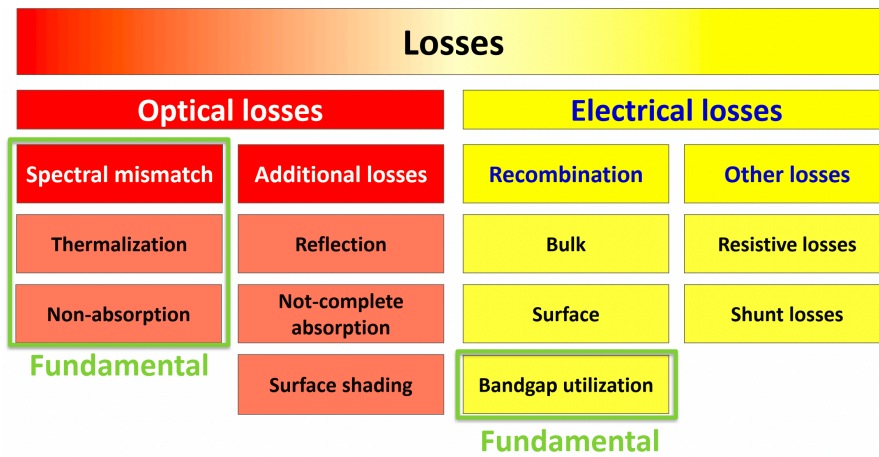 Losses
Optical losses
Electrical losses
Spectral mismatch
Additional losses
Recombination
Other losses
Thermalization
Reflection
Bulk
Resistive losses
Non-absorption
Not-complete
absorption
Surface
Shunt losses
Fundamental
Surface shading
Bandgap utilization
Fundamental